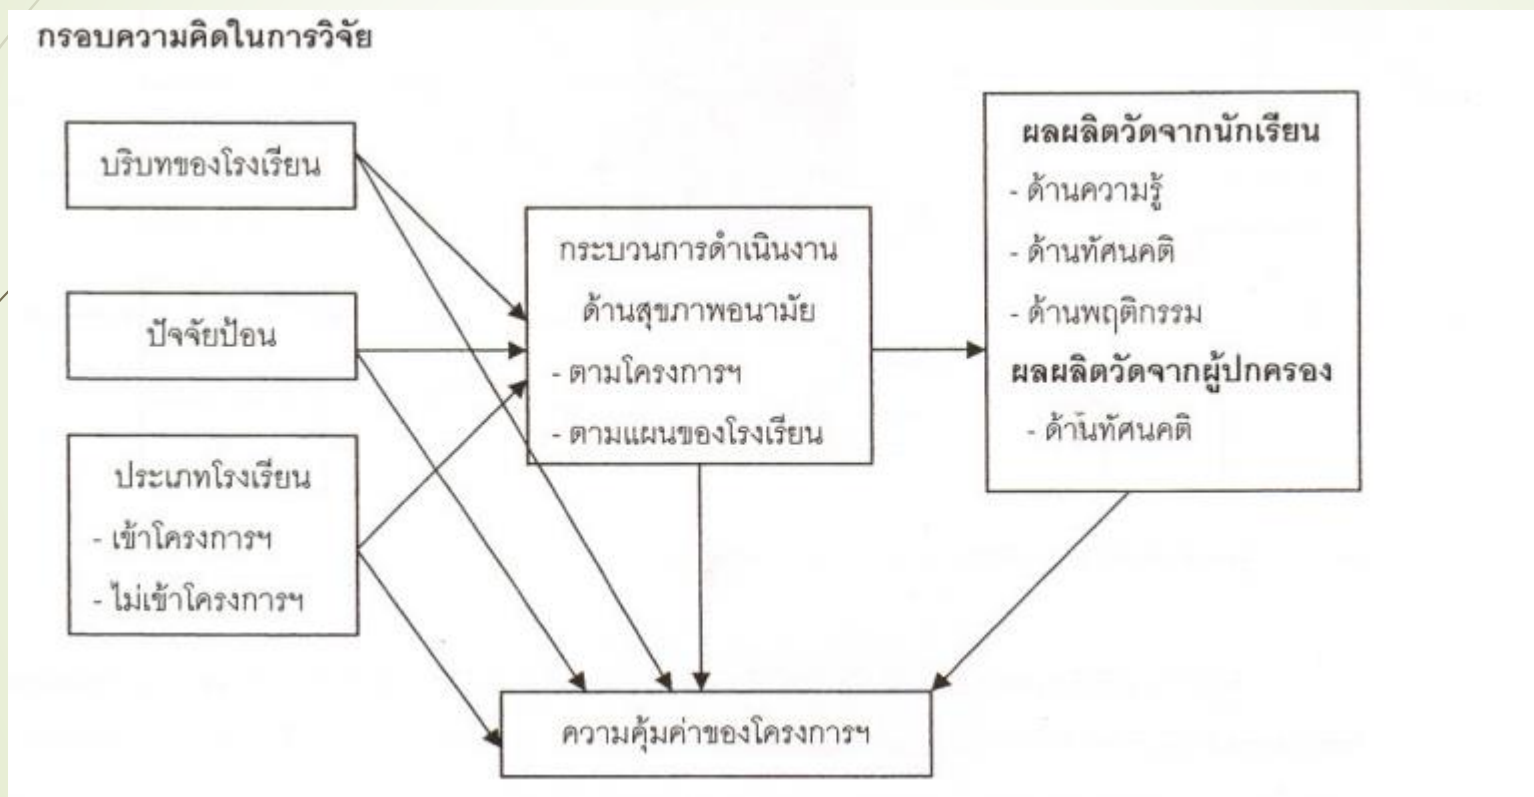 กรอบความคิดในการวิจัย
บริบทของโรงเรียน
ปัจจัยป้อน
ประเภทโรงเรียน
- เข้าโครงการฯ
- ไม่เข้าโครงการฯ
กระบวนการดำเนินงาน
ด้านสุขภาพอนามัย
- ตามโครงการฯ
- ตามแผนของโรงเรียน
ผลผลิตวัดจากนักเรียน
- ด้านความรู้
- ด้านทัศนคติ
- ด้านพฤติกรรม
ผลผลิตวัดจากผู้ปกครอง
- ด้านทัศนคติ
ความคุ้มค่าของโครงการฯ